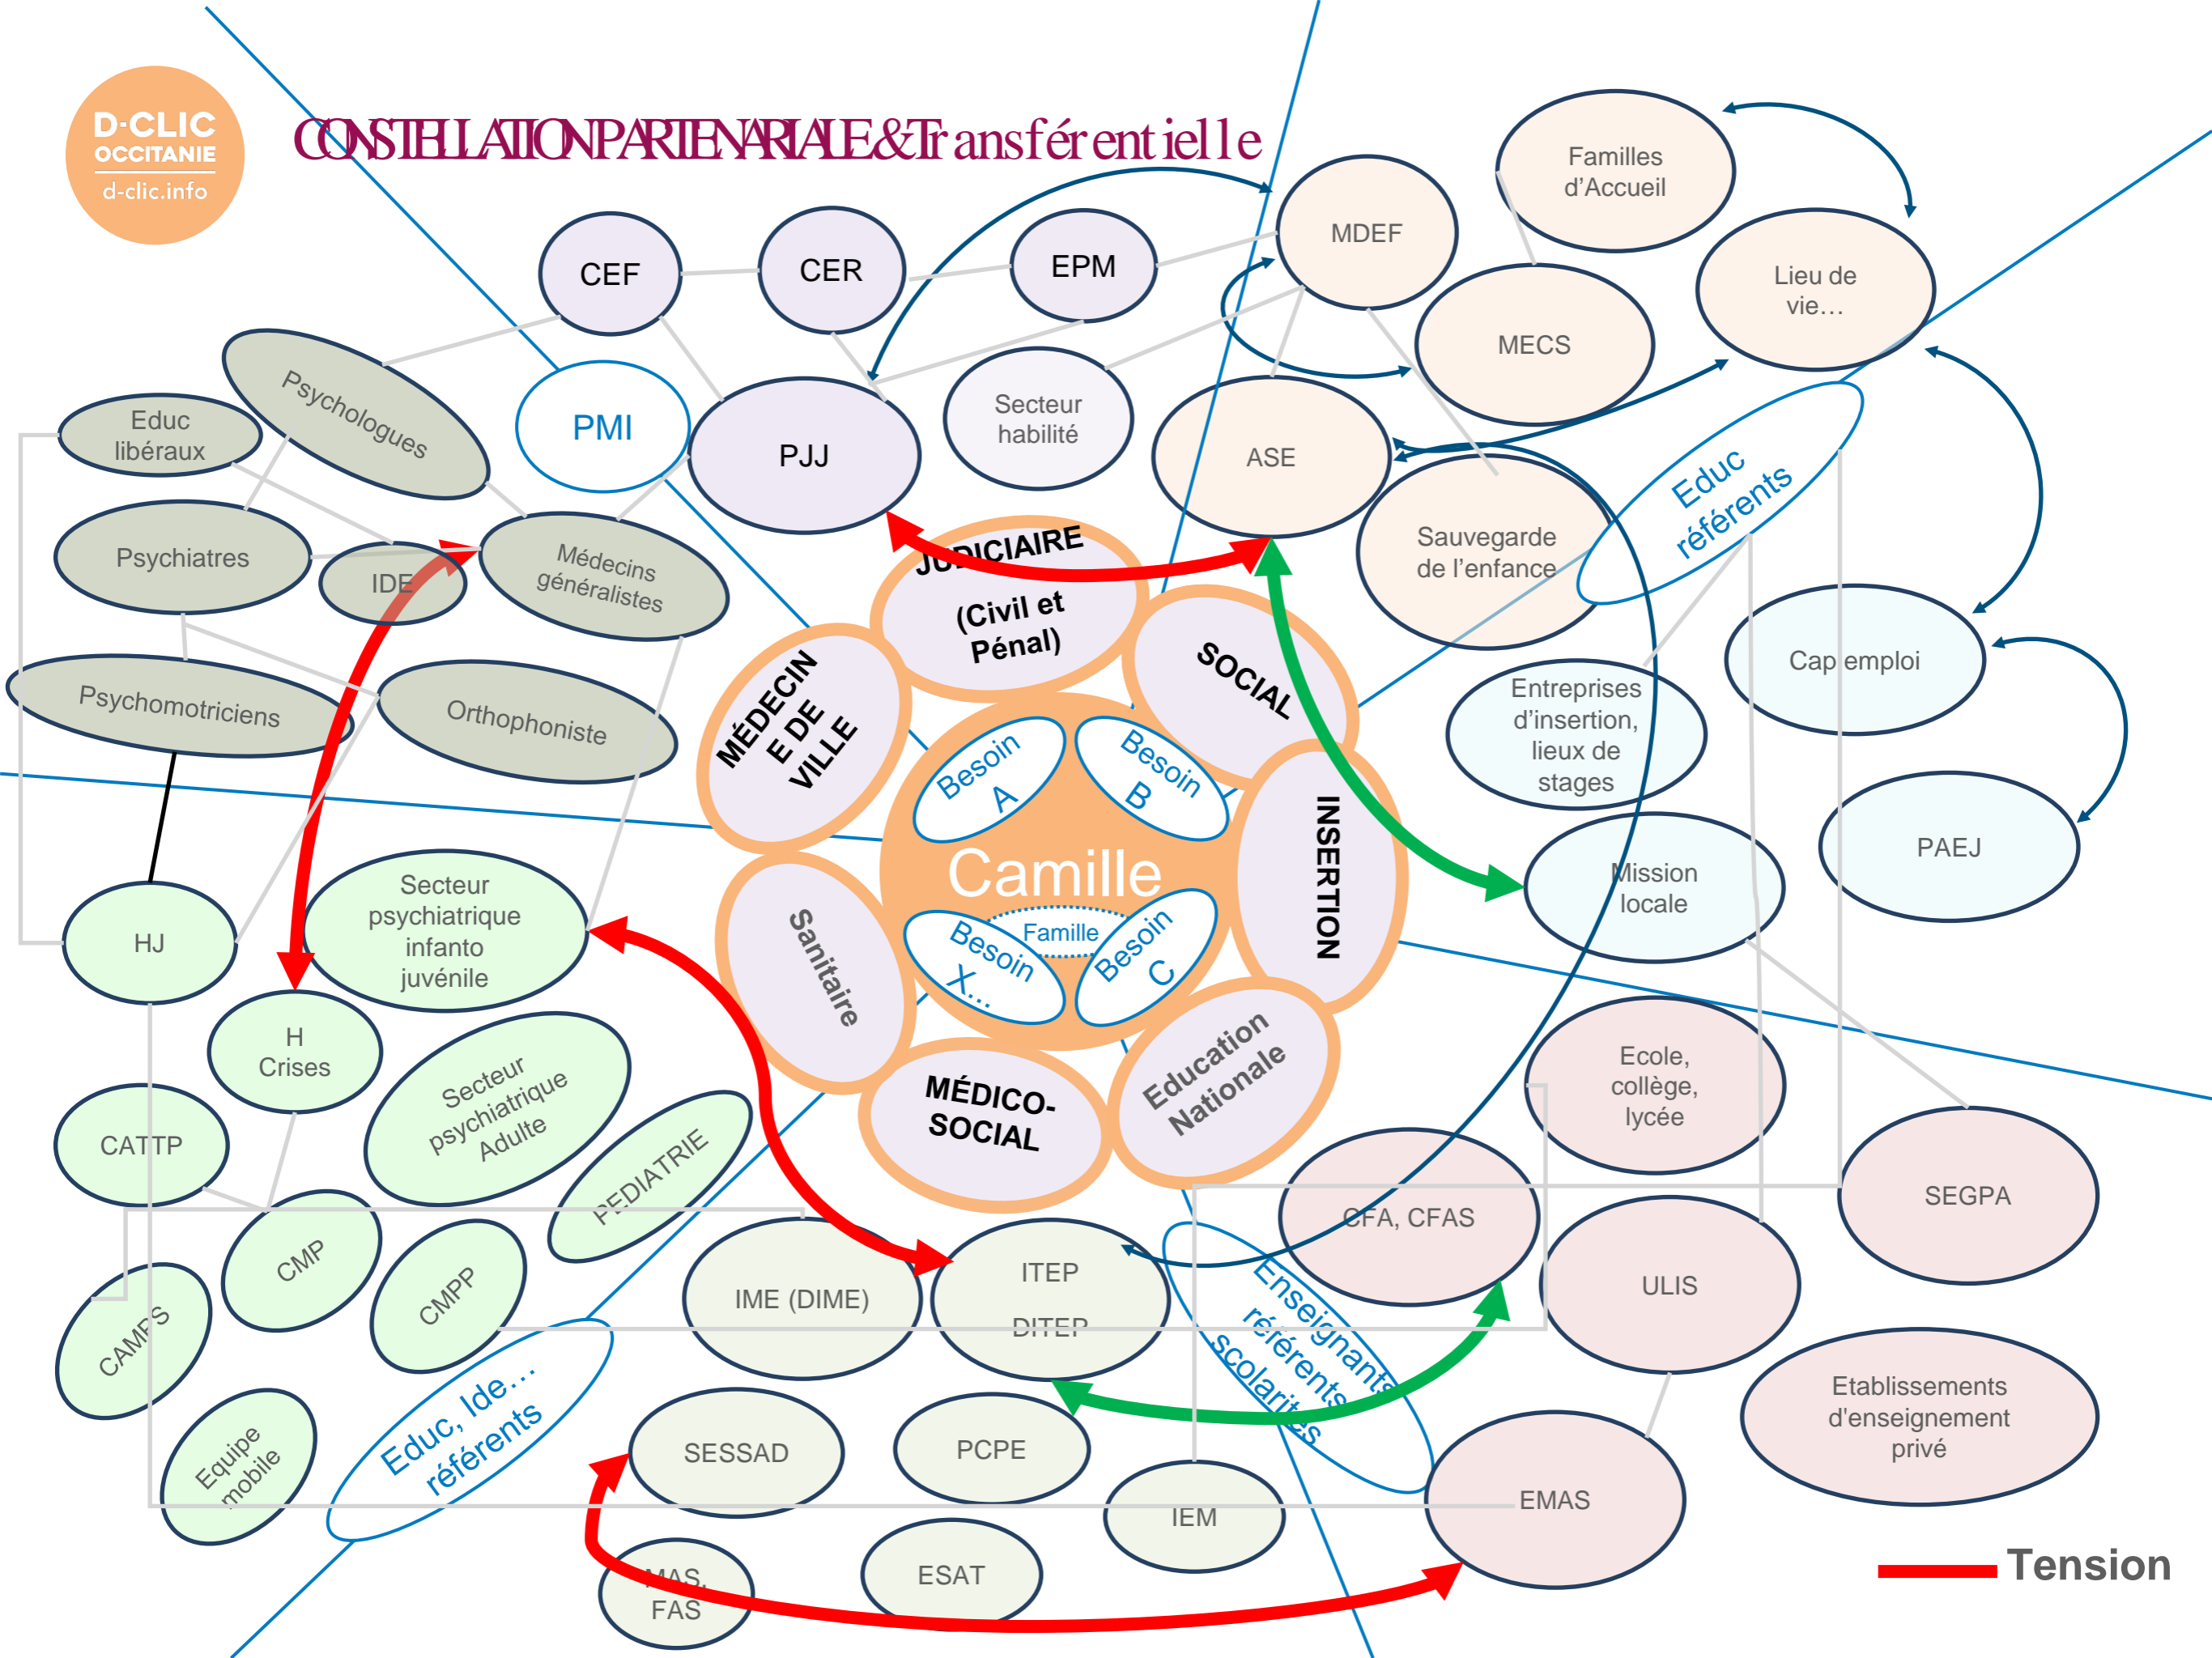 D-CLIC
OCCITANIE
d-clic.info
CONSTELLATION PARTENARIALE & Transférentielle
CEF
CER
EPM
MDEF
Familles
d’Accueil
Lieu de
vie…
MECS
Psychologues
Educ
libéraux
PMI
PJJ
Secteur
habilité
ASE
Educ
référents
Psychiatres
IDE
Médecins
généralistes
Sauvegarde
de l’enfance
JUDICIAIRE
(Civil et
Pénal)
SOCIAL
Cap emploi
Psychomotriciens
Orthophoniste
MÉDECIN
E DE
VILLE
Entreprises
d’insertion,
lieux de
stages
Besoin
A
Besoin
B
INSERTION
PAEJ
Camille
Mission
locale
HJ
Secteur
psychiatrique
infanto
juvénile
Sanitaire
Famille
Besoin
X…
Besoin
C
H
Crises
Secteur
psychiatrique
Adulte
MÉDICO-
SOCIAL
Education
Nationale
Ecole,
collège,
lycée
CATTP
PEDIATRIE
SEGPA
CFA, CFAS
CMP
CMPP
IME (DIME)
ITEP
DITEP
Enseignants
référents
scolarités
ULIS
CAMPS
Educ, Ide…
référents
Etablissements
d'enseignement
privé
Equipe
mobile
SESSAD
PCPE
IEM
EMAS
MAS,
FAS
ESAT
Tension